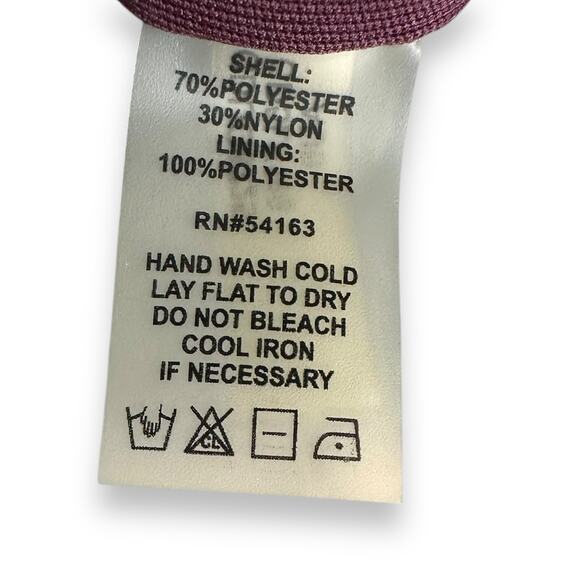 SHELL:
70%POLYESTER
30%NYLON
LINING:
100%POLYESTER
RN#54163
HAND WASH COLD
LAY FLAT TO DRY
DO NOT BLEACH
COOL IRON
IF NECESSARY
CL